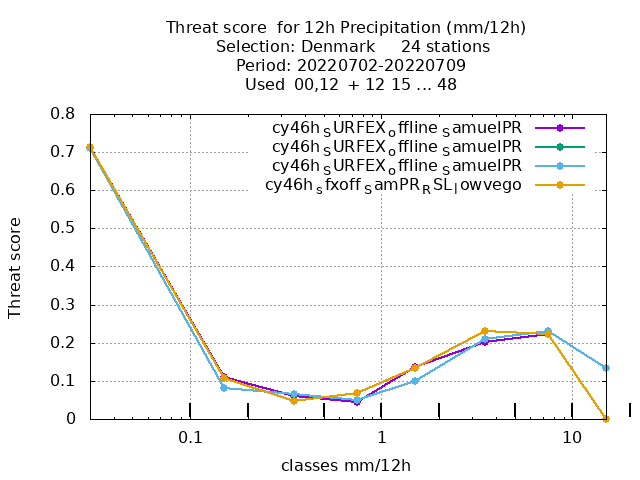 Threat score for 12h Precipitation (mm/12h)
Selection: Denmark 24 stations
Period: 20220702-20220709
Used 00,12 + 12 15 ... 48
cy46h_SURFEX_offline_SamuelPR
cy46h_SURFEX_offline_SamuelPR
cy46h_SURFEX_offline_SamuelPR
cy46h_sfxoff_SamPR_RSL_lowvego
0.8
0.7
0.6
0.5
0.4
0.3
0.2
0.1
0
Threat score
0.1 1 10
classes mm/12h